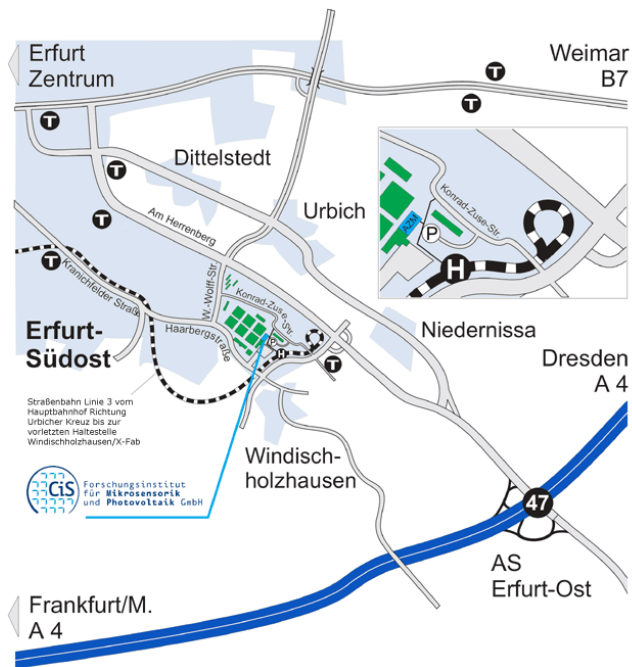 Erfurt
Zentrum
Weimar
B7
T
T
T
T
T
T
T
Dittelstedt
Urbich
Am Herrenberg
Kranichfelder Straße
W.-Wolff-Str.
Konrad-Zuse-Str.
Haarbergstraße
P
H
Konrad-Zuse-Str.
AZM
P
H
Erfurt-
Südost
Niedernissa
Dresden
A 4
Straßenbahn Linie 3 vom
Hauptbahnhof Richtung
Urbicher Kreuz bis zur
vorletzten Haltestelle
Windischholzhausen/X-Fab
Windisch-
holzhausen
CiS
Forschungsinstitut
für Mikrosensorik
und Photovoltaik GmbH
47
AS
Erfurt-Ost
Frankfurt/M.
A 4